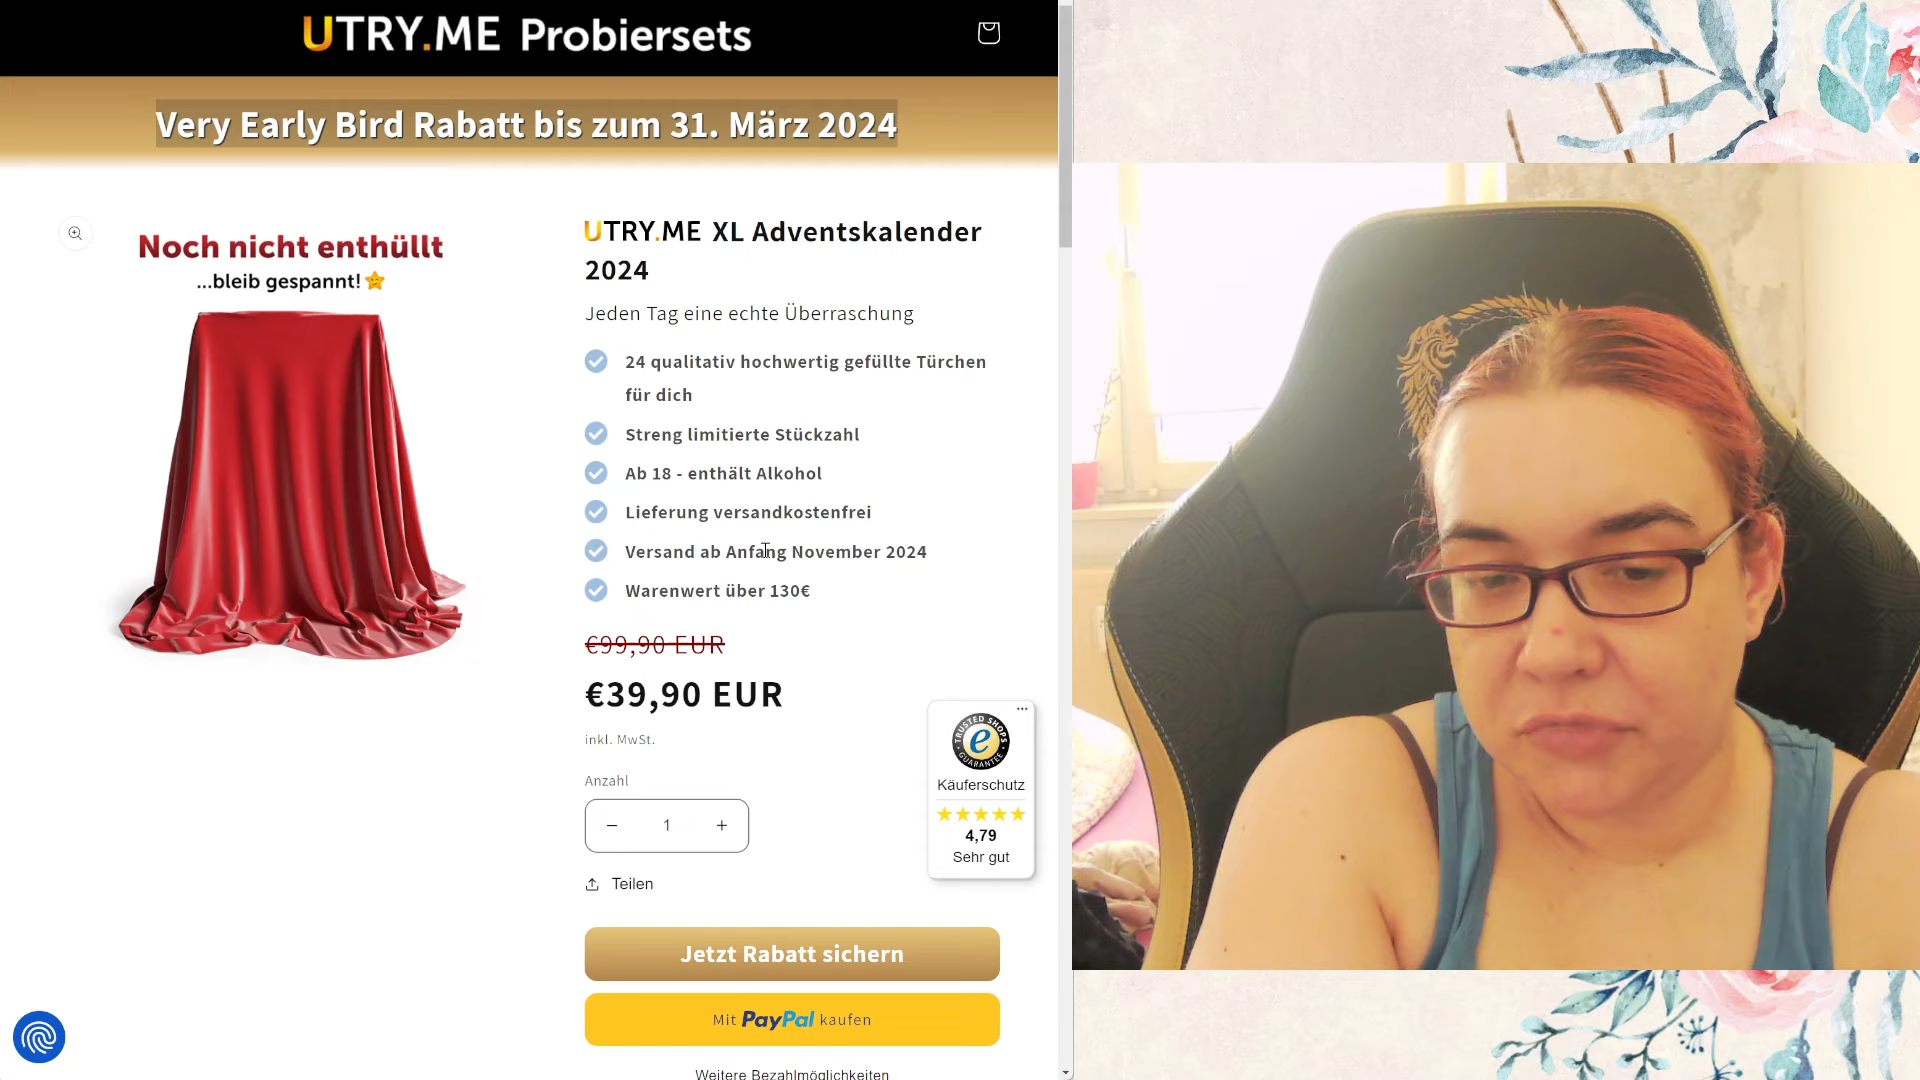 UTRY.ME Probiersets
Very Early Bird Rabatt bis zum 31. März 2024
Noch nicht enthüllt
...bleib gespannt!
UTRY.ME XL Adventskalender
2024
Jeden Tag eine echte Überraschung
24 qualitativ hochwertig gefüllte Türchen
für dich
Streng limitierte Stückzahl
Ab 18 - enthält Alkohol
Lieferung versandkostenfrei
Versand ab Anfang November 2024
Warenwert über 130€
€99,90 EUR
€39,90 EUR
inkl. MwSt.
Anzahl
− 1 +
Teilen
TRUSTED SHOPS
e
GUARANTEE
Käuferschutz
4,79
Sehr gut
Jetzt Rabatt sichern
Mit PayPal kaufen
Weitere Bezahlmöglichkeiten